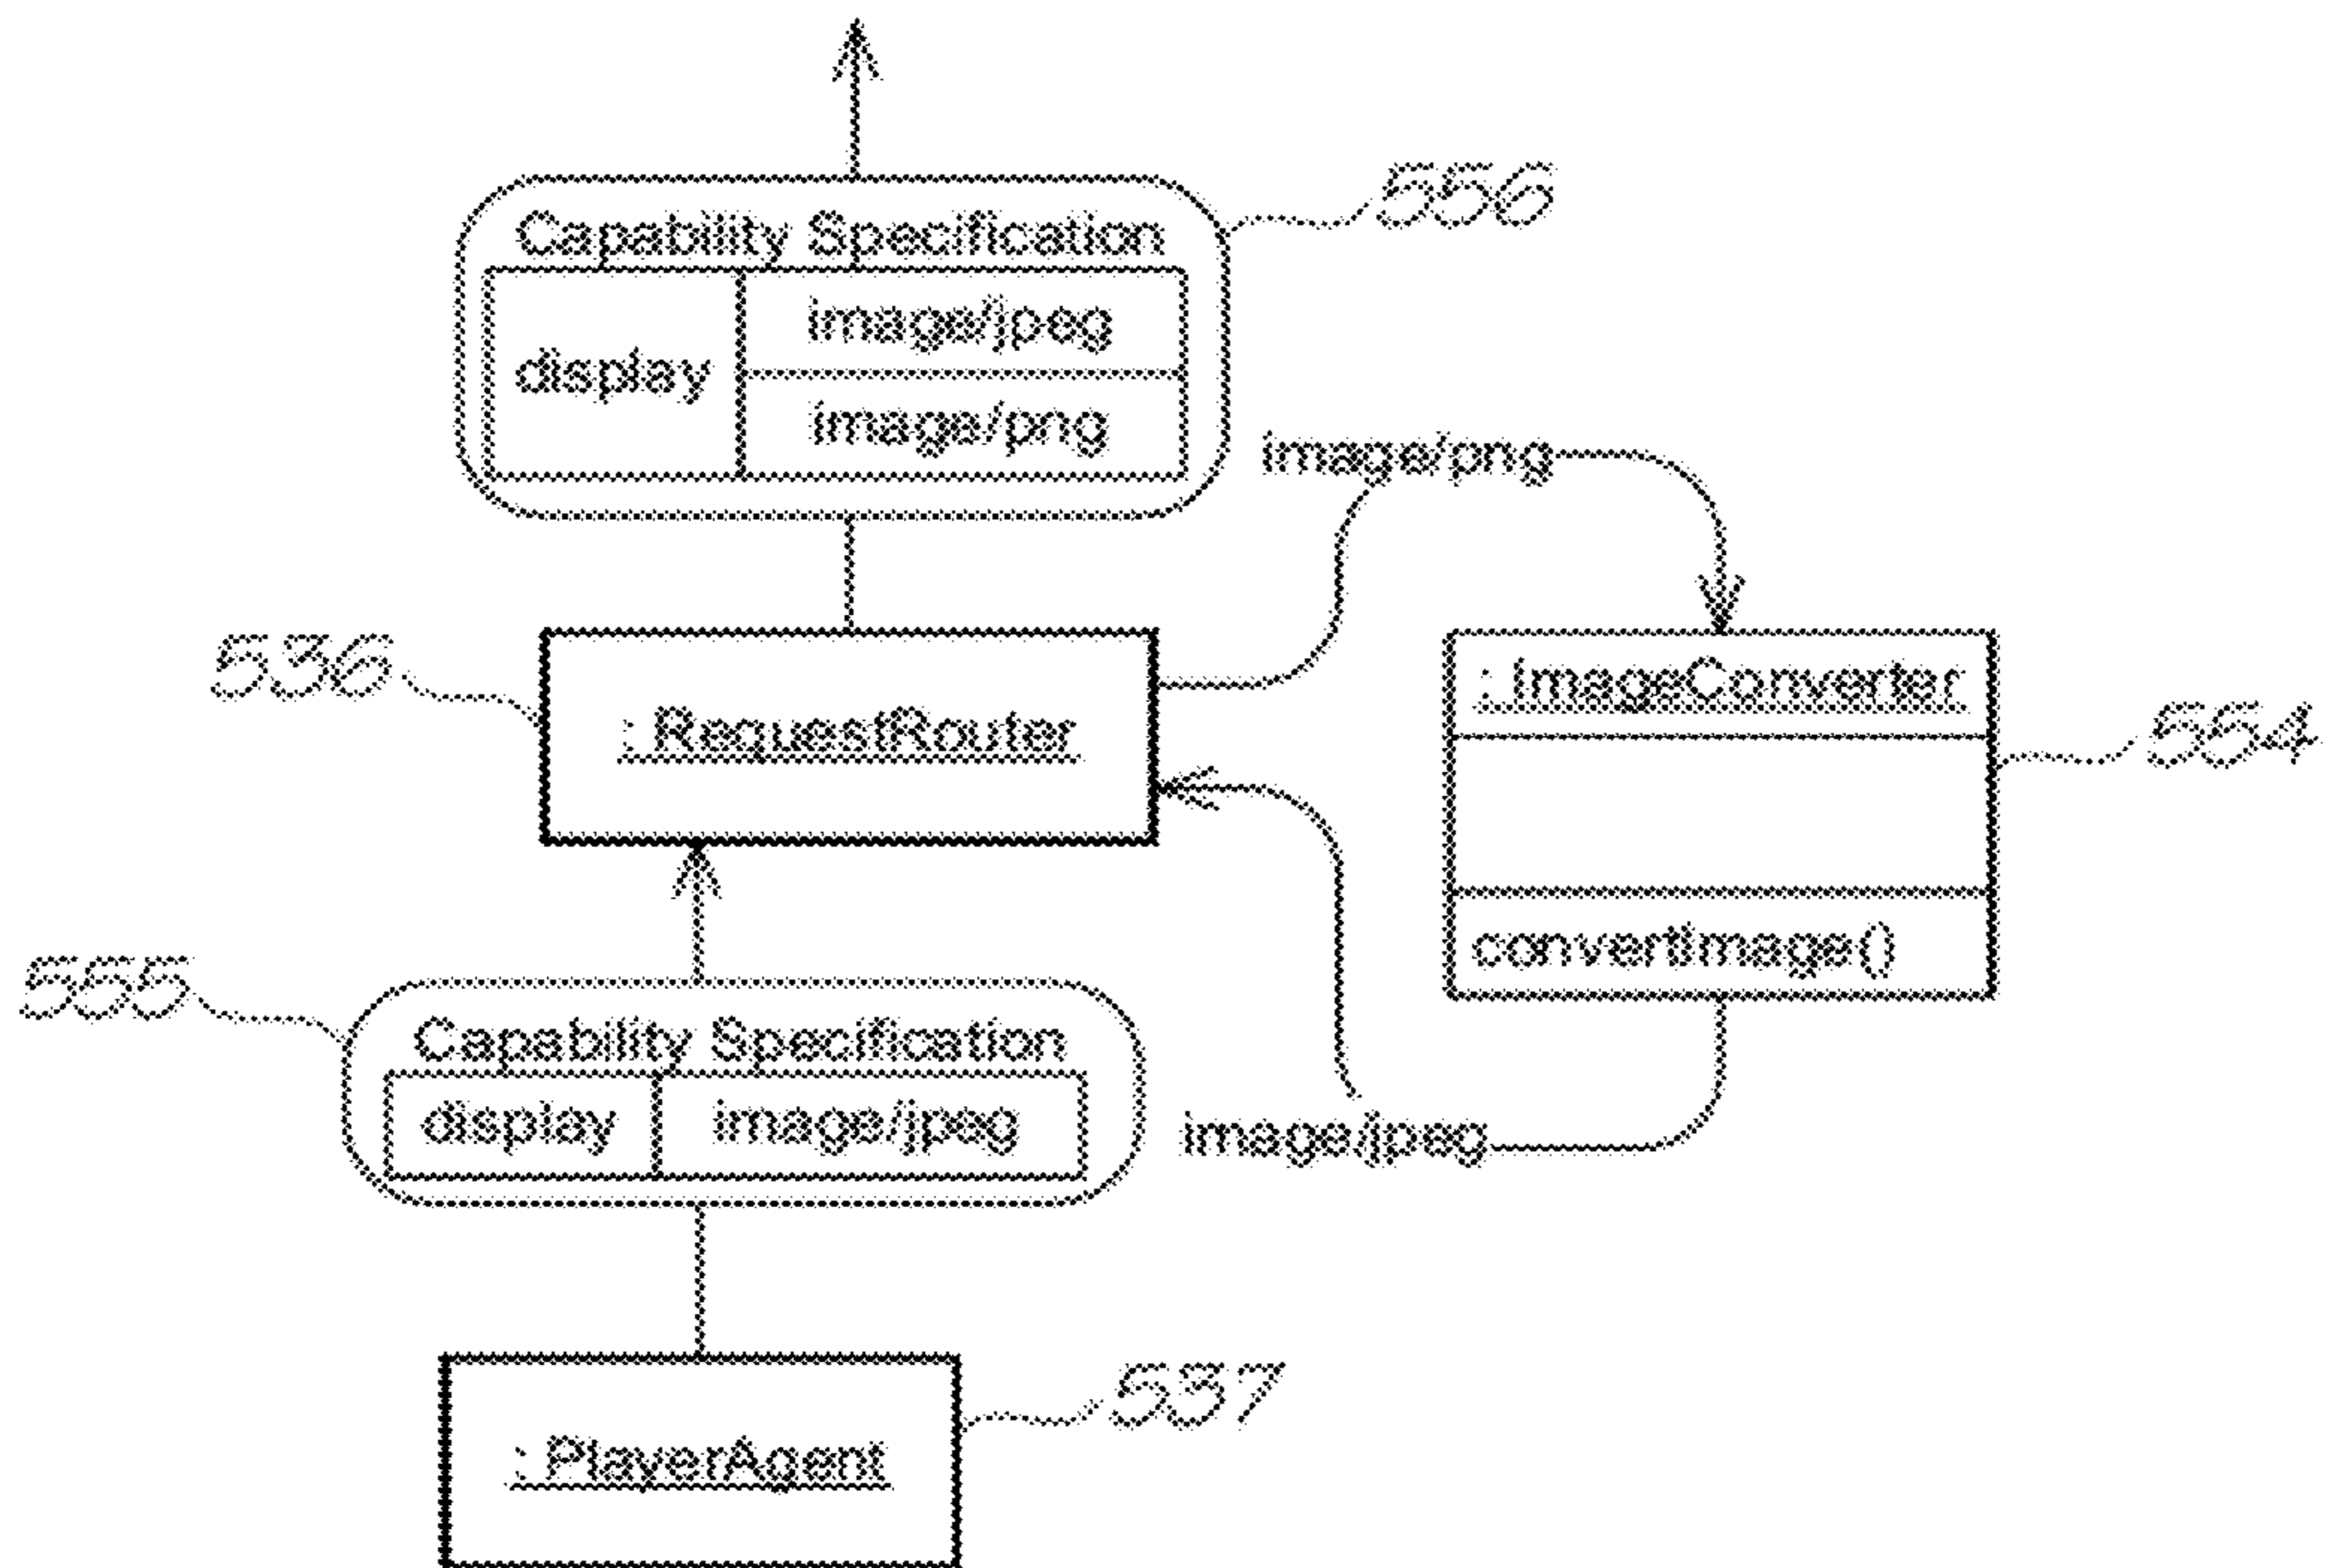 556
Capability Specification
display
image/jpeg
image/png
image/png
536
: RequestRouter
: ImageConverter
554
convertImage()
555
Capability Specification
display image/jpeg
image/jpeg
537
: PlayerAgent